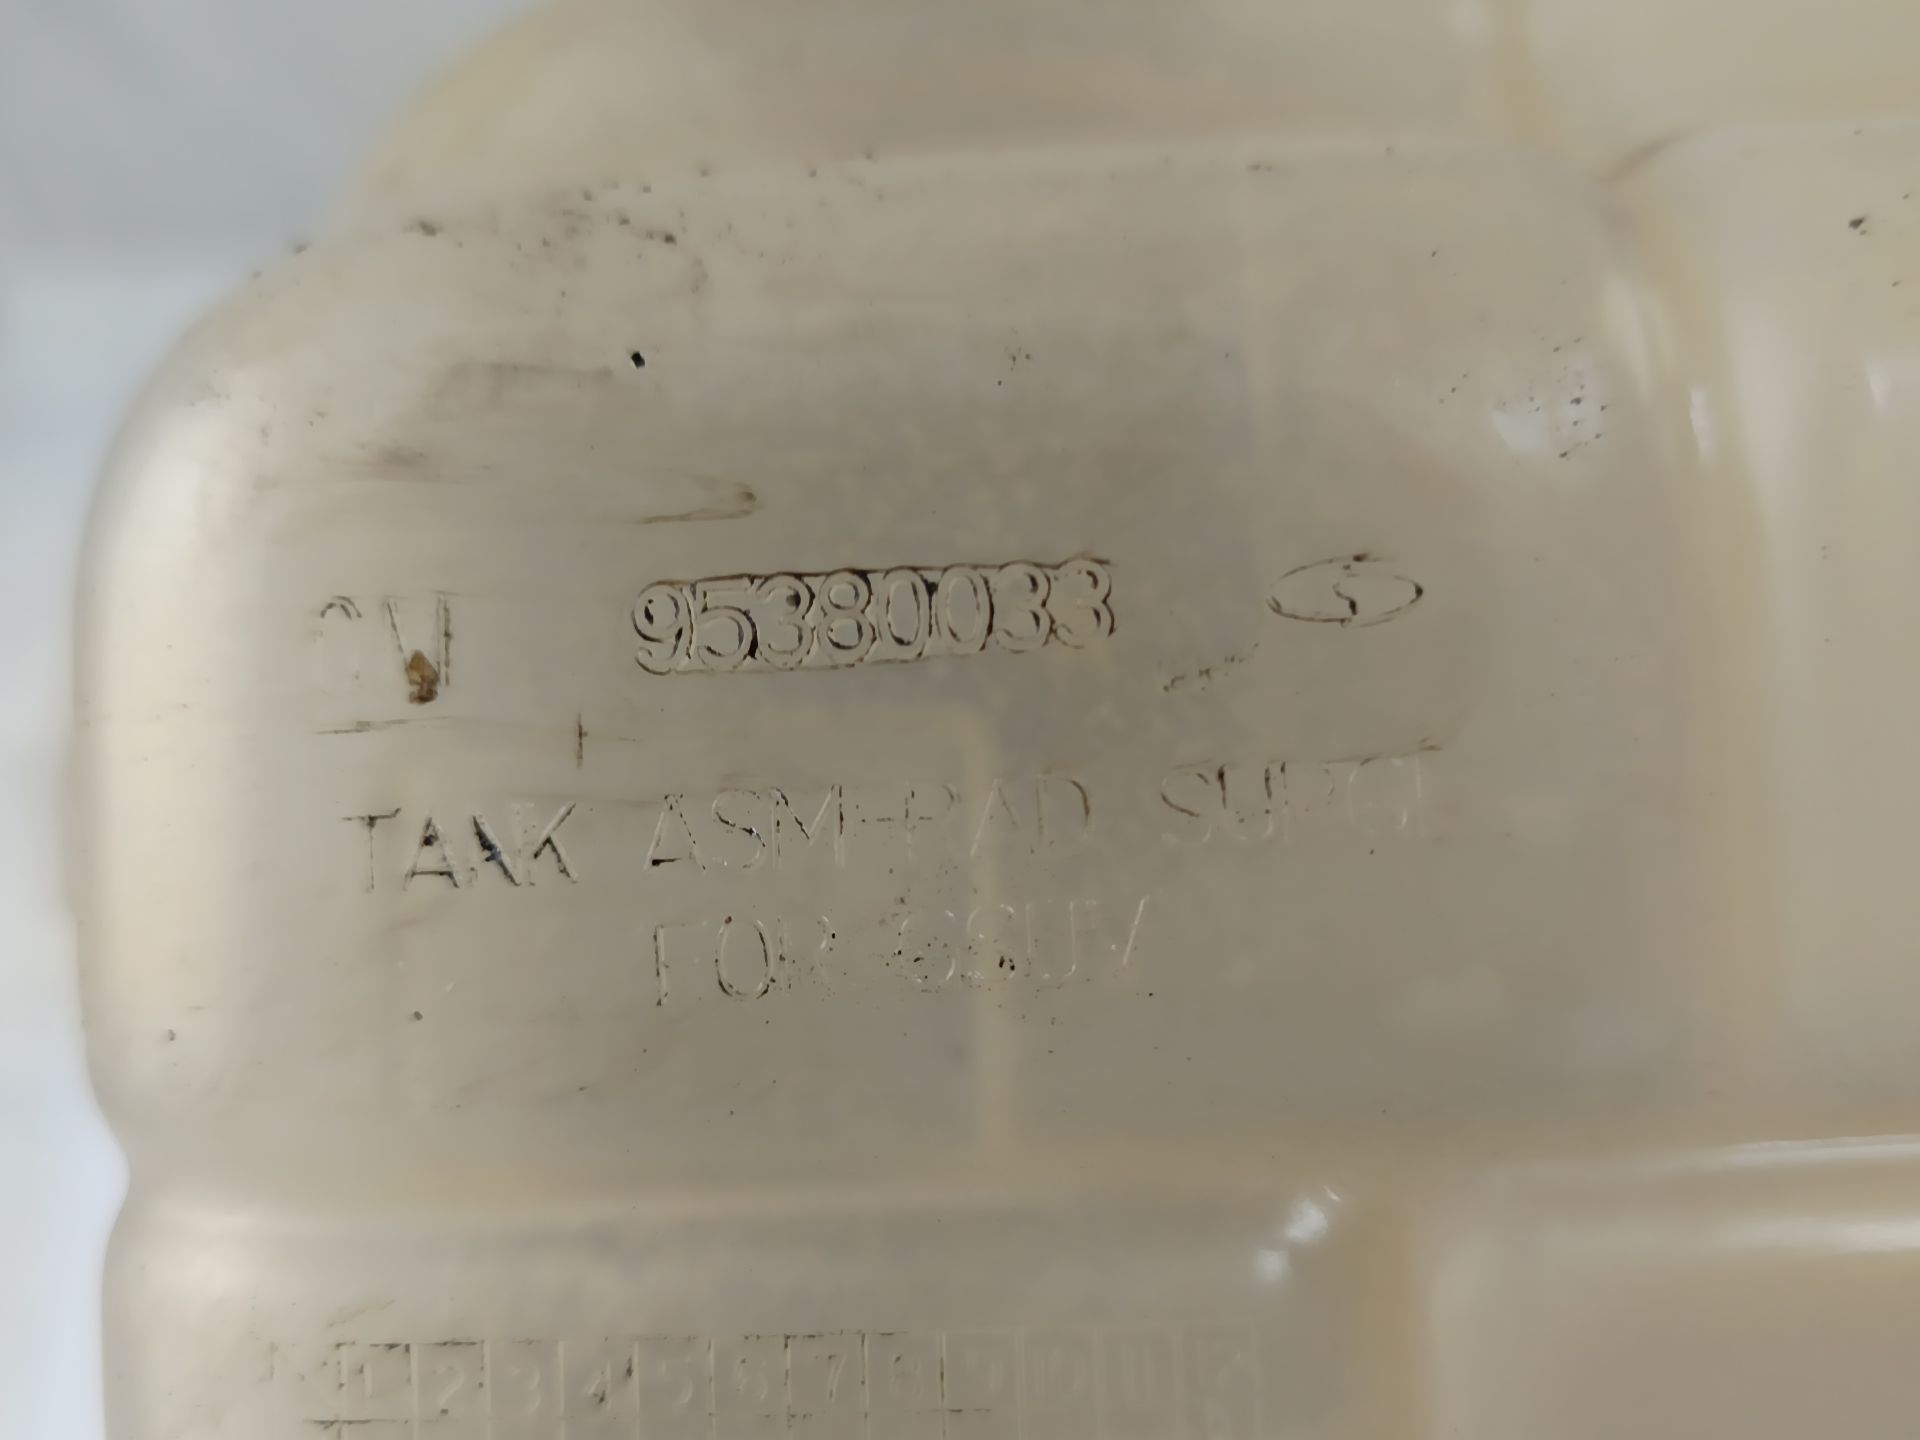 GM 95380033 S
TANK ASM-RAD SURGE
FOR GSUV
1 2 3 4 5 6 7 8 9 10 11 12